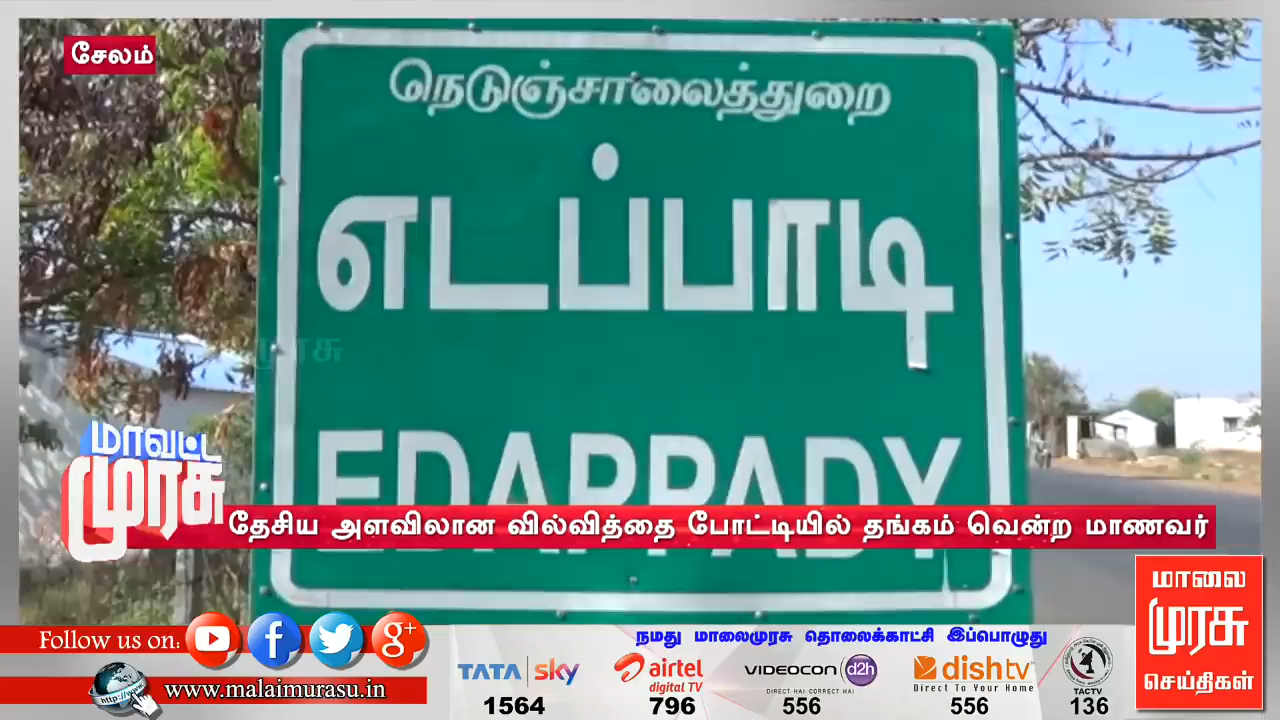 சேலம்
நெடுஞ்சாலைத்துறை
எடப்பாடி
EDAPPADY
முரசு
மாவட்ட
முரசு
தேசிய அளவிலான வில்வித்தை போட்டியில் தங்கம் வென்ற மாணவர்
மாலை
முரசு
செய்திகள்
Follow us on:
www.malaimurasu.in
நமது மாலைமுரசு தொலைக்காட்சி இப்பொழுது
TATA sky
1564
airtel
digital TV
796
VIDEOCON d2h
DIRECT HAI CORRECT HAI
556
dishtv
Direct To Your Home
556
TACTV
136